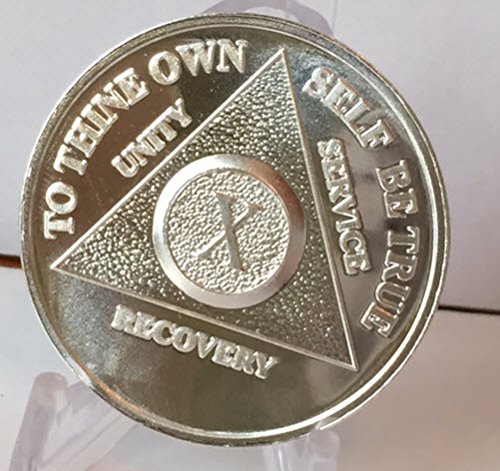 TO THINE OWN
SELF BE TRUE
UNITY
SERVICE
X
RECOVERY